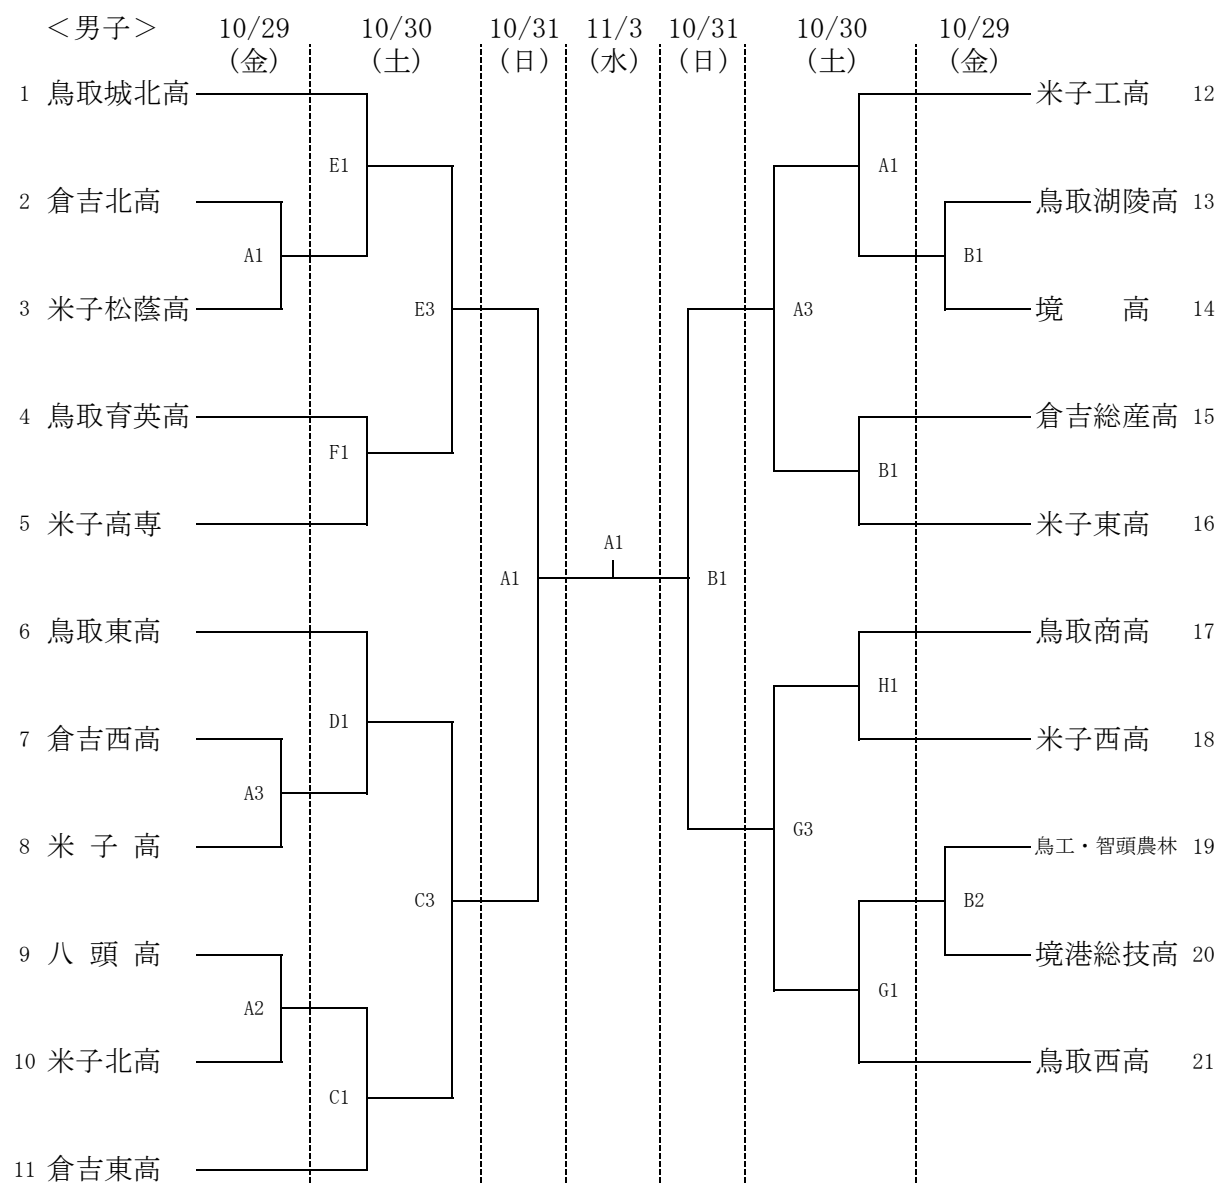 ＜男子＞ 10/29 10/30 10/31 11/3 10/31 10/30 10/29
（金） （土） （日） （水） （日） （土） （金）
1 鳥取城北高 米子工高 12
E1 A1
2 倉吉北高 鳥取湖陵高 13
A1 B1
3 米子松蔭高 E3 A3 境　高 14
4 鳥取育英高 倉吉総産高 15
F1 B1
5 米子高専 米子東高 16
A1
A1 B1
6 鳥取東高 鳥取商高 17
H1
D1
7 倉吉西高 米子西高 18
A3
G3
8 米子高 鳥工・智頭農林 19
C3 B2
9 八頭高 境港総技高 20
G1
A2
10 米子北高 鳥取西高 21
C1
11 倉吉東高